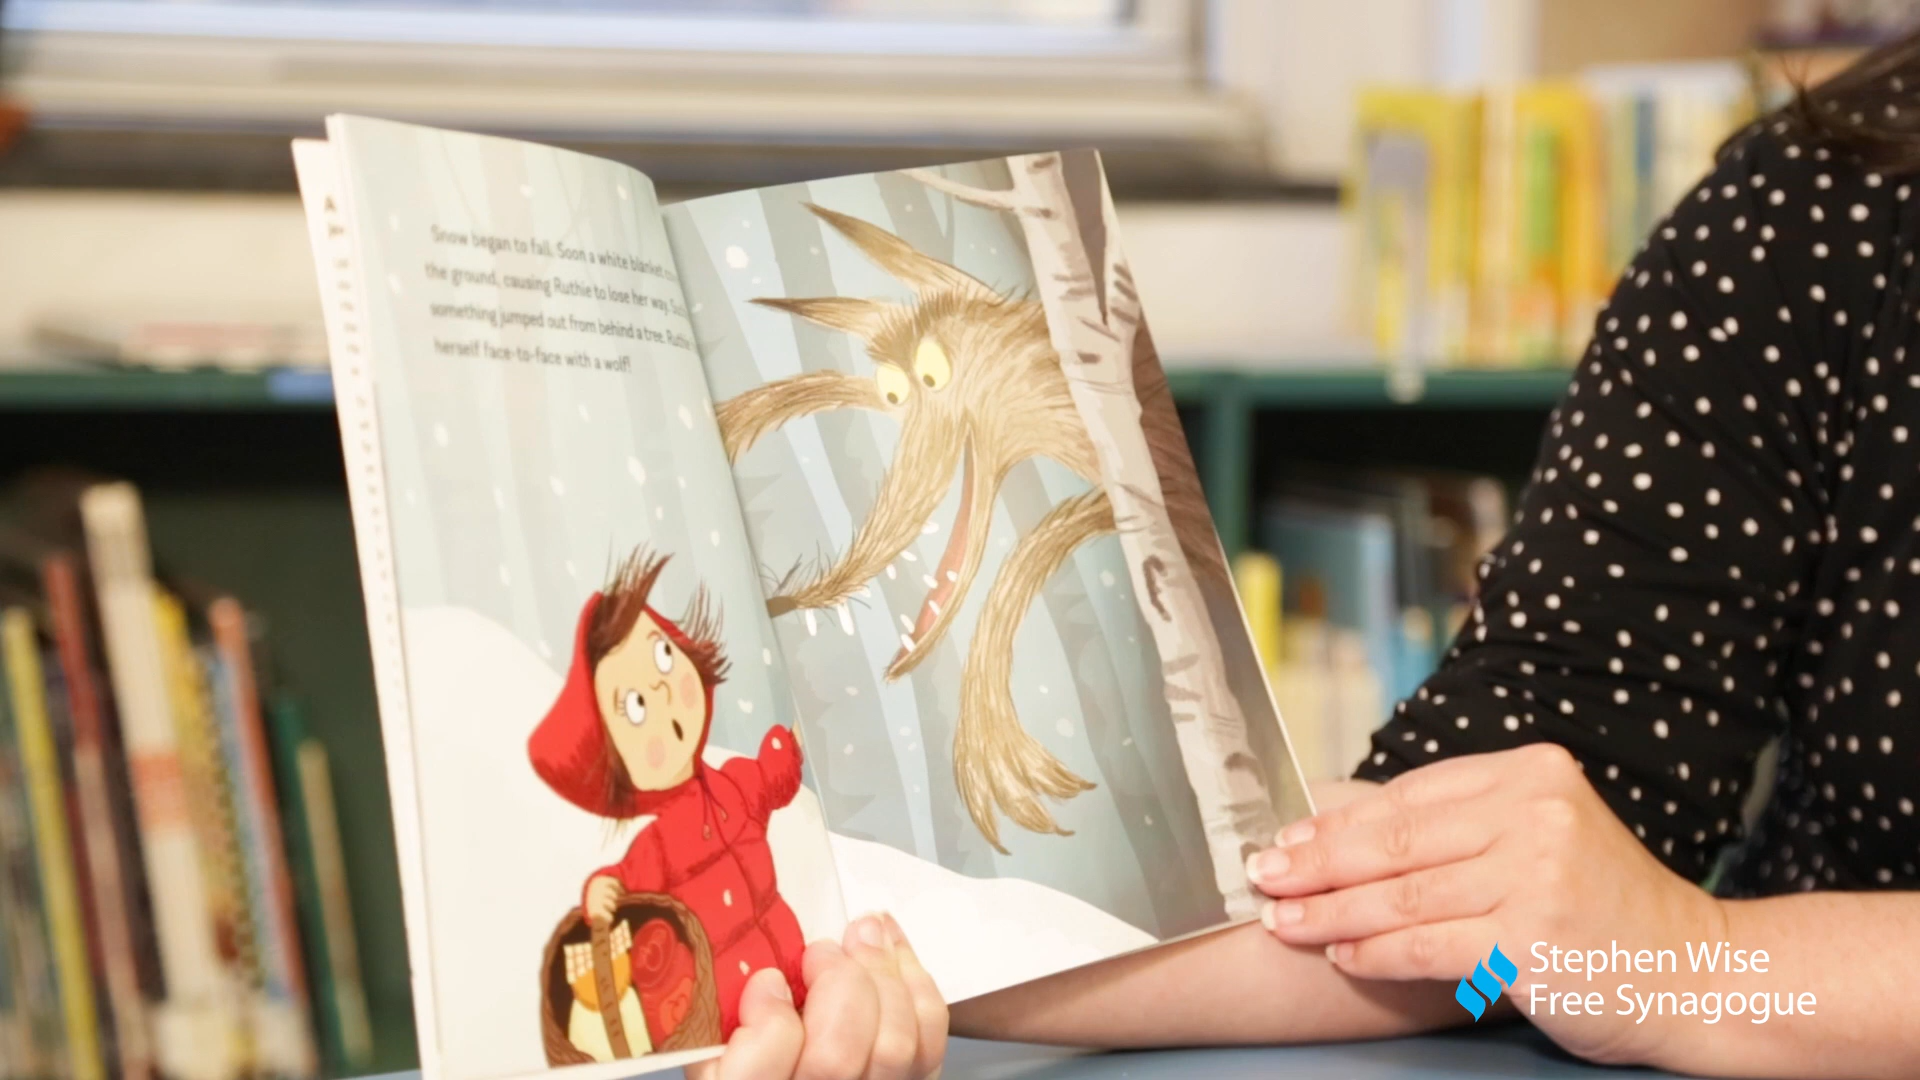 Snow began to fall. Soon a white blanket
the ground, causing Ruthie to lose her way.
something jumped out from behind a tree.
herself face-to-face with a wolf!
Stephen Wise
Free Synagogue